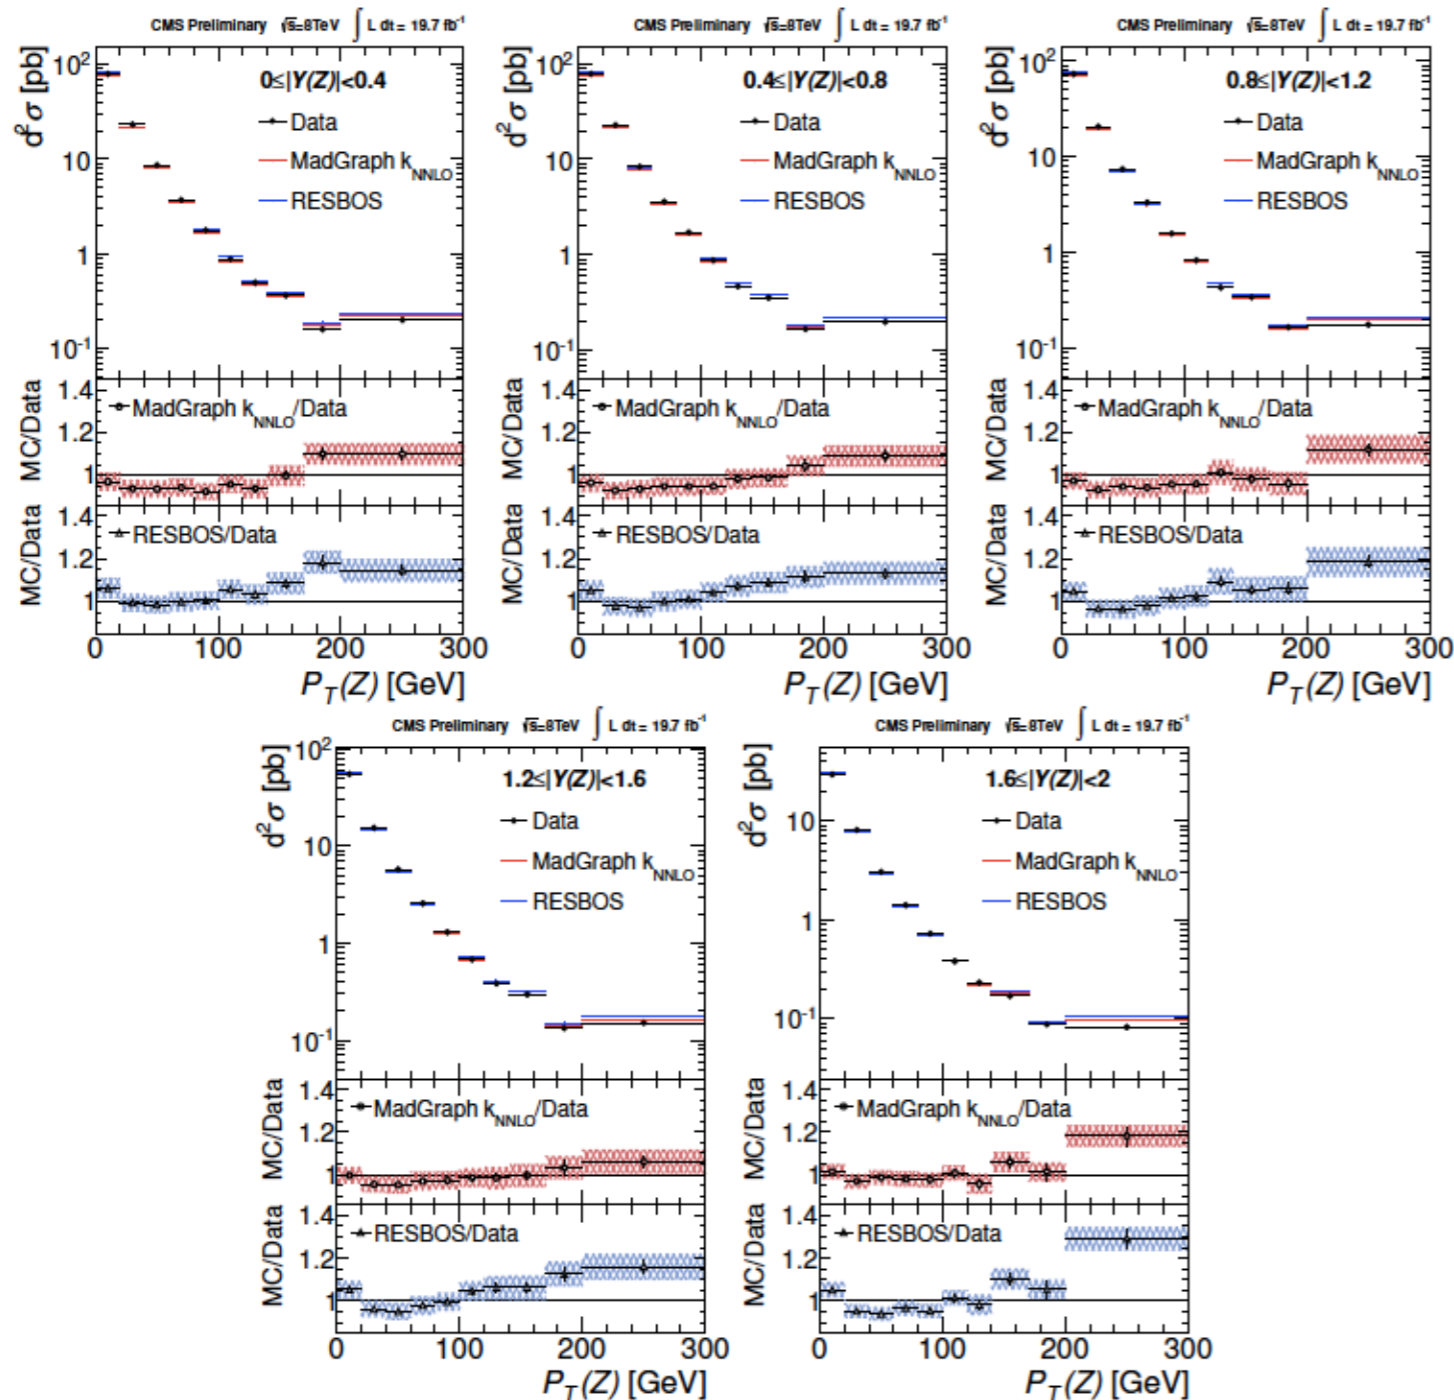 CMS Preliminary √s=8TeV ∫ L dt = 19.7 fb⁻¹
d²σ [pb]
0≤|Y(Z)|<0.4
Data
MadGraph k_NNLO
RESBOS
10²
10
1
10⁻¹
MC/Data
MadGraph k_NNLO/Data
1.4
1.2
1
MC/Data
RESBOS/Data
1.4
1.2
1
0 100 200 300
P_T(Z) [GeV]
CMS Preliminary √s=8TeV ∫ L dt = 19.7 fb⁻¹
d²σ [pb]
0.4≤|Y(Z)|<0.8
Data
MadGraph k_NNLO
RESBOS
10²
10
1
10⁻¹
MC/Data
MadGraph k_NNLO/Data
1.4
1.2
1
MC/Data
RESBOS/Data
1.4
1.2
1
0 100 200 300
P_T(Z) [GeV]
CMS Preliminary √s=8TeV ∫ L dt = 19.7 fb⁻¹
d²σ [pb]
0.8≤|Y(Z)|<1.2
Data
MadGraph k_NNLO
RESBOS
10²
10
1
10⁻¹
MC/Data
MadGraph k_NNLO/Data
1.4
1.2
1
MC/Data
RESBOS/Data
1.4
1.2
1
0 100 200 300
P_T(Z) [GeV]
CMS Preliminary √s=8TeV ∫ L dt = 19.7 fb⁻¹
d²σ [pb]
1.2≤|Y(Z)|<1.6
Data
MadGraph k_NNLO
RESBOS
10²
10
1
10⁻¹
MC/Data
MadGraph k_NNLO/Data
1.4
1.2
1
MC/Data
RESBOS/Data
1.4
1.2
1
0 100 200 300
P_T(Z) [GeV]
CMS Preliminary √s=8TeV ∫ L dt = 19.7 fb⁻¹
d²σ [pb]
1.6≤|Y(Z)|<2
Data
MadGraph k_NNLO
RESBOS
10
1
10⁻¹
MC/Data
MadGraph k_NNLO/Data
1.4
1.2
1
MC/Data
RESBOS/Data
1.4
1.2
1
0 100 200 300
P_T(Z) [GeV]